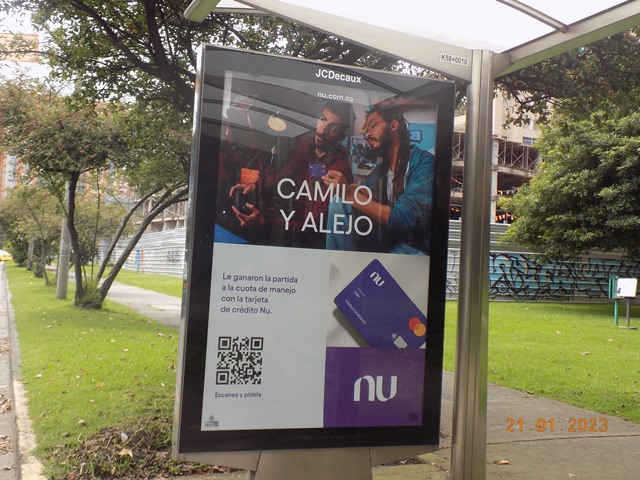 K58+0010
JCDecaux
nu.com.co
CAMILO
Y ALEJO
Le ganaron la partida
a la cuota de manejo
con la tarjeta
de crédito Nu.
nu
Escanea y pídela
nu
21.01.2023